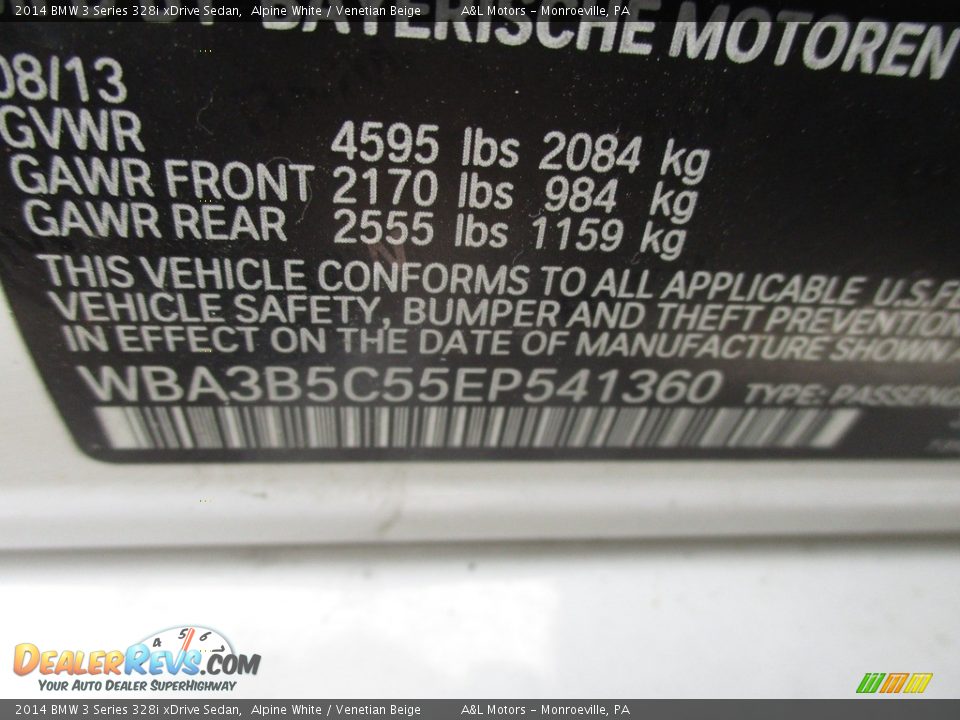 2014 BMW 3 Series 328i xDrive Sedan, Alpine White / Venetian Beige A&L Motors - Monroeville, PA
BAYERISCHE MOTOREN
08/13
GVWR 4595 lbs 2084 kg
GAWR FRONT 2170 lbs 984 kg
GAWR REAR 2555 lbs 1159 kg
THIS VEHICLE CONFORMS TO ALL APPLICABLE U.S.FE
VEHICLE SAFETY, BUMPER AND THEFT PREVENTION
IN EFFECT ON THE DATE OF MANUFACTURE SHOWN A
WBA3B5C55EP541360 TYPE: PASSENG
4 5 6
DEALERREVS.COM
YOUR AUTO DEALER SUPERHIGHWAY
2014 BMW 3 Series 328i xDrive Sedan, Alpine White / Venetian Beige A&L Motors - Monroeville, PA